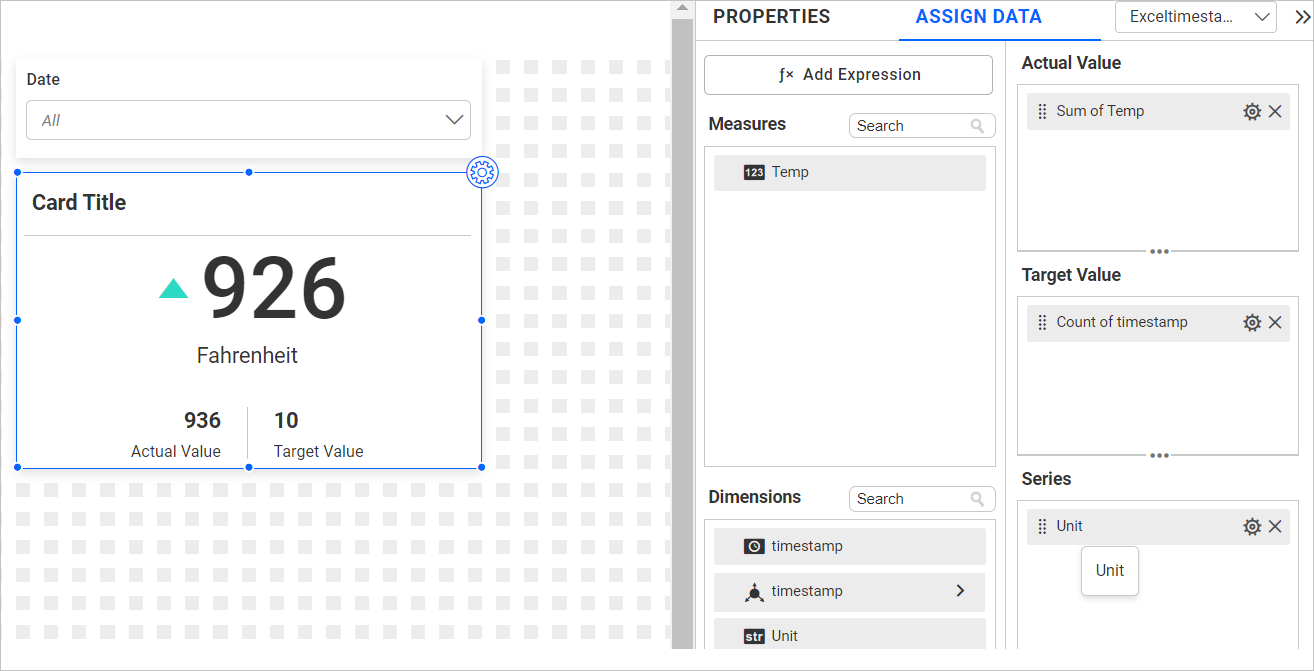 PROPERTIES
ASSIGN DATA
Exceltimesta...
Date
All
Card Title
926
Fahrenheit
936
Actual Value
10
Target Value
ƒ× Add Expression
Measures
Search
123 Temp
Dimensions
Search
timestamp
timestamp
str Unit
Actual Value
Sum of Temp
Target Value
Count of timestamp
Series
Unit
Unit